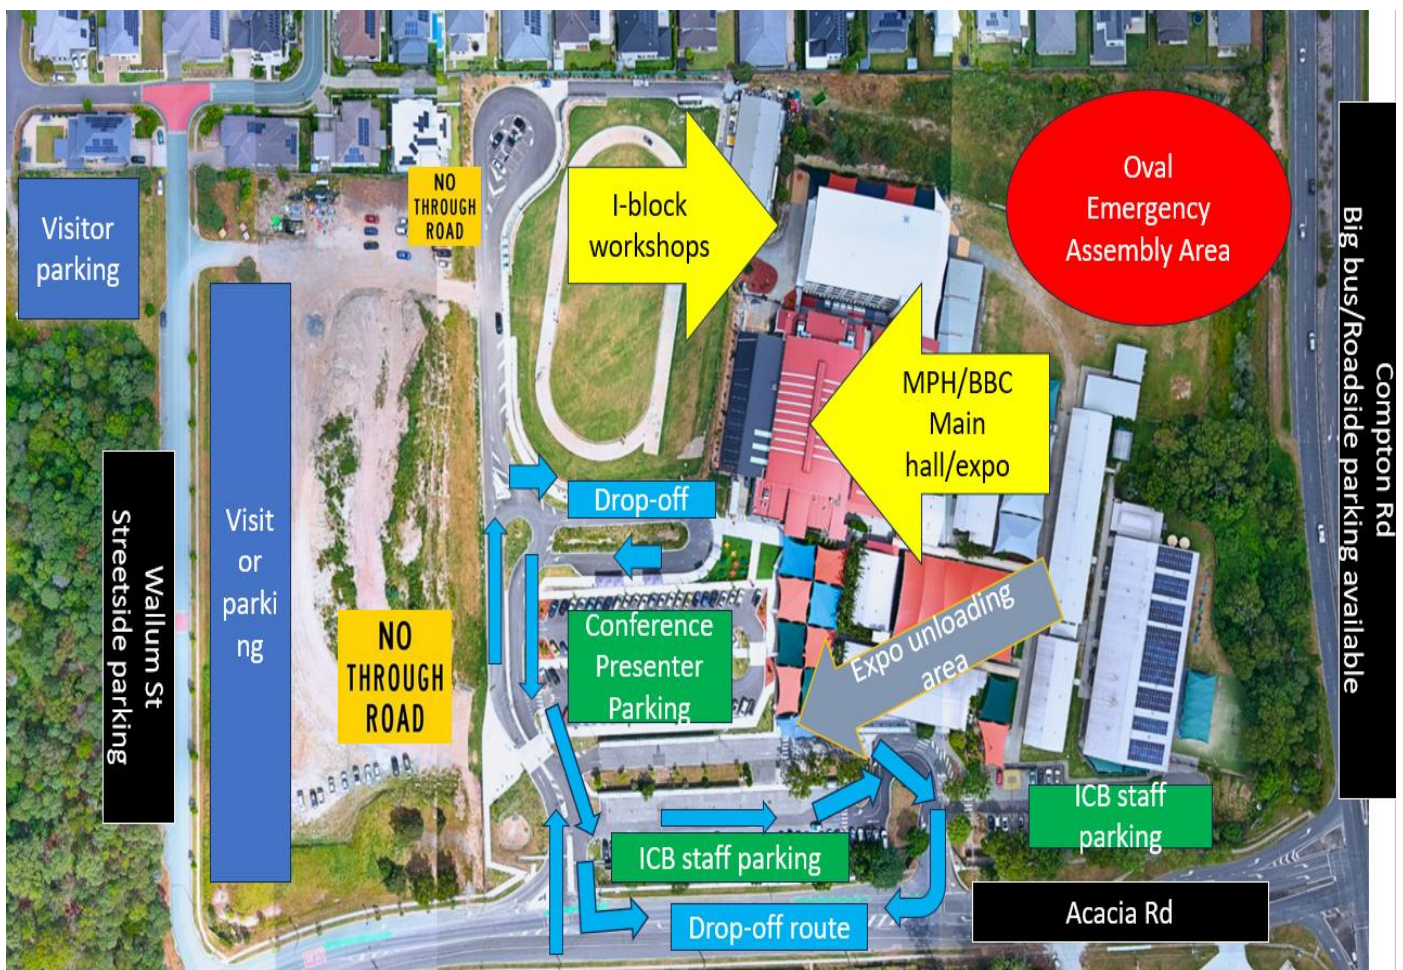 Visitor
parking
NO
THROUGH
ROAD
I-block
workshops
Oval
Emergency
Assembly Area
Compton Rd
Big bus/Roadside parking available
MPH/BBC
Main
hall/expo
Drop-off
Visit
or
parki
ng
Wallum St
Streetside parking
NO
THROUGH
ROAD
Conference
Presenter
Parking
Expo unloading
area
ICB staff
parking
ICB staff parking
Acacia Rd
Drop-off route